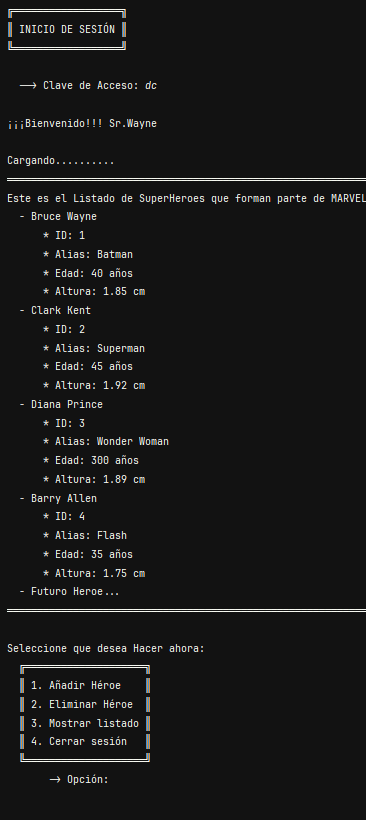 INICIO DE SESIÓN
--> Clave de Acceso: dc
¡¡¡Bienvenido!!! Sr.Wayne
Cargando..........
Este es el Listado de SuperHeroes que forman parte de MARVEL
- Bruce Wayne
* ID: 1
* Alias: Batman
* Edad: 40 años
* Altura: 1.85 cm
- Clark Kent
* ID: 2
* Alias: Superman
* Edad: 45 años
* Altura: 1.92 cm
- Diana Prince
* ID: 3
* Alias: Wonder Woman
* Edad: 300 años
* Altura: 1.89 cm
- Barry Allen
* ID: 4
* Alias: Flash
* Edad: 35 años
* Altura: 1.75 cm
- Futuro Heroe...
Seleccione que desea Hacer ahora:
1. Añadir Héroe
2. Eliminar Héroe
3. Mostrar listado
4. Cerrar sesión
-> Opción: